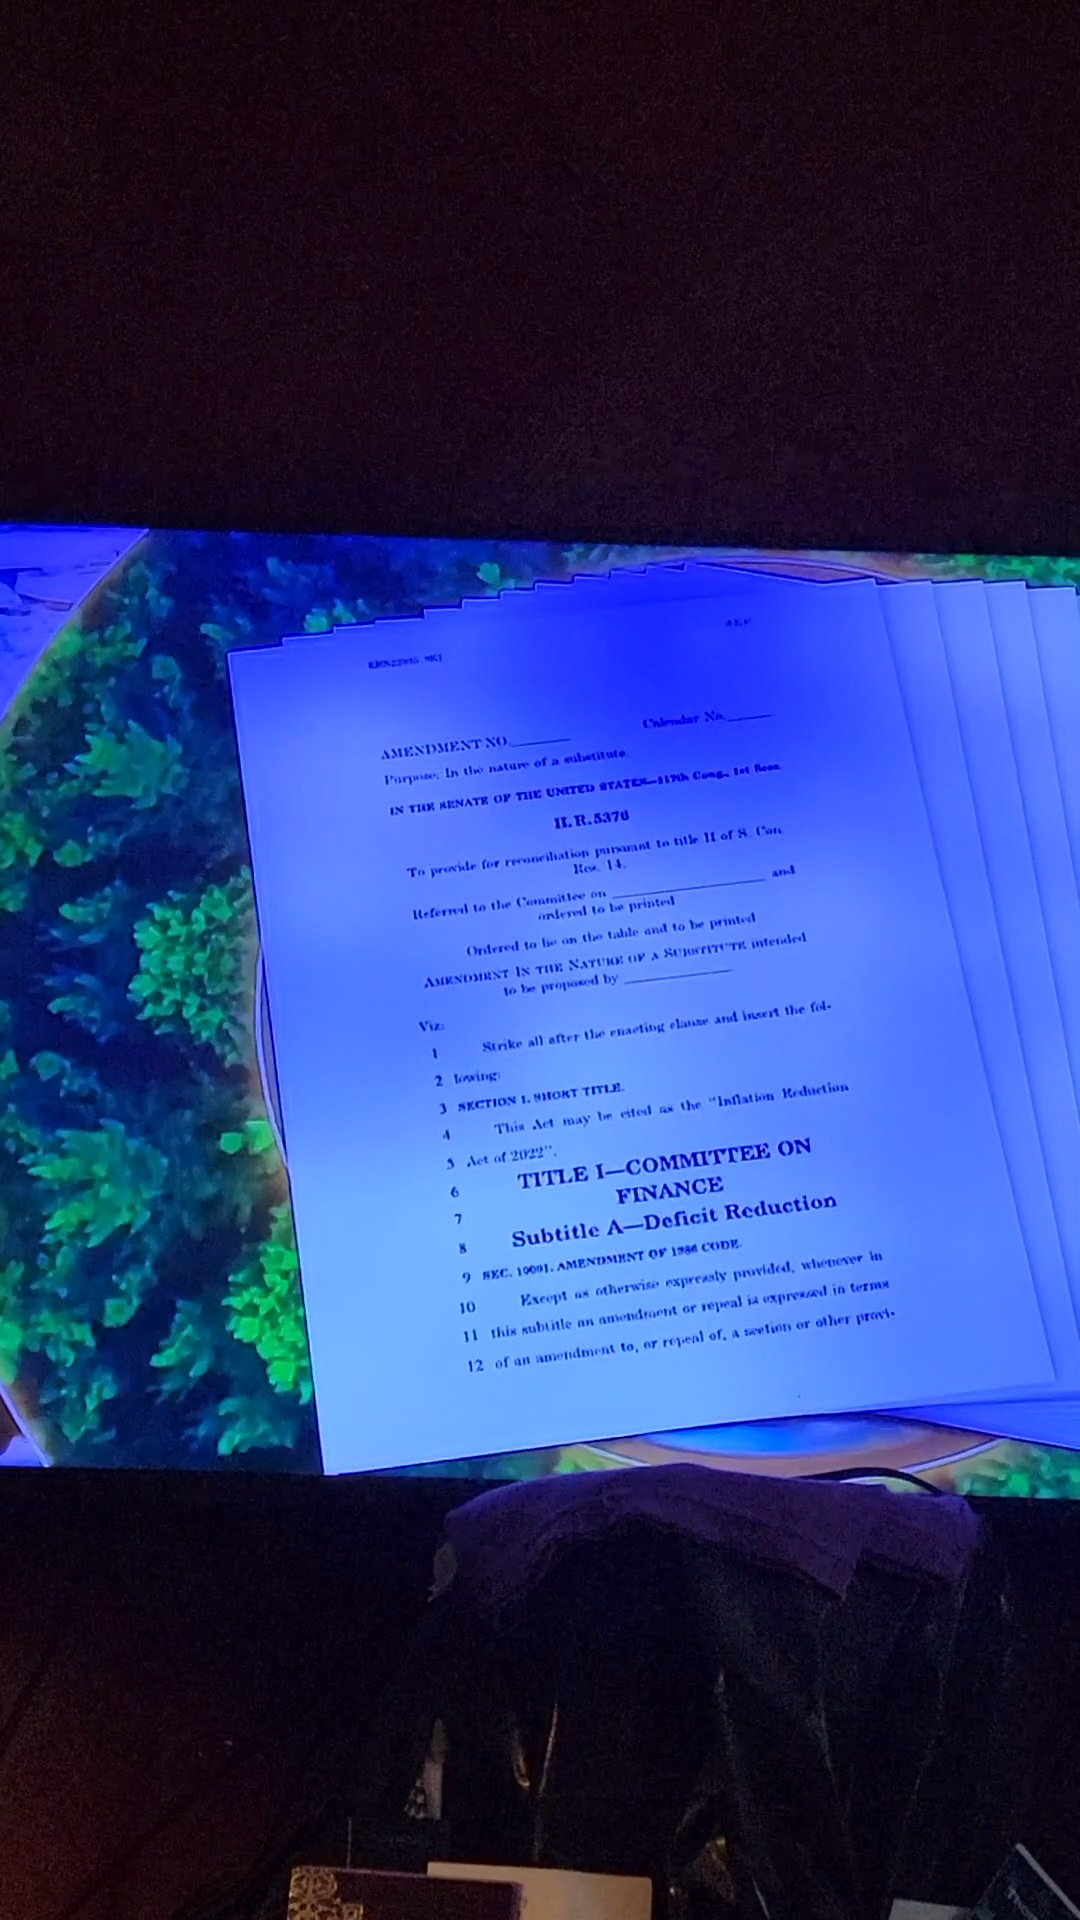 Calendar No.
AMENDMENT NO.
Purpose: In the nature of a substitute.
IN THE SENATE OF THE UNITED STATES—117th Cong., 1st Sess.
H. R. 5376
To provide for reconciliation pursuant to title II of S. Con.
Res. 14.
Referred to the Committee on and
ordered to be printed
Ordered to lie on the table and to be printed
AMENDMENT IN THE NATURE OF A SUBSTITUTE intended
to be proposed by
Viz:
1 Strike all after the enacting clause and insert the fol-
2 lowing:
3 SECTION 1. SHORT TITLE.
4 This Act may be cited as the "Inflation Reduction
5 Act of 2022".
6 TITLE I—COMMITTEE ON
7 FINANCE
8 Subtitle A—Deficit Reduction
9 SEC. 10001. AMENDMENT OF 1986 CODE.
10 Except as otherwise expressly provided, whenever in
11 this subtitle an amendment or repeal is expressed in terms
12 of an amendment to, or repeal of, a section or other provi-